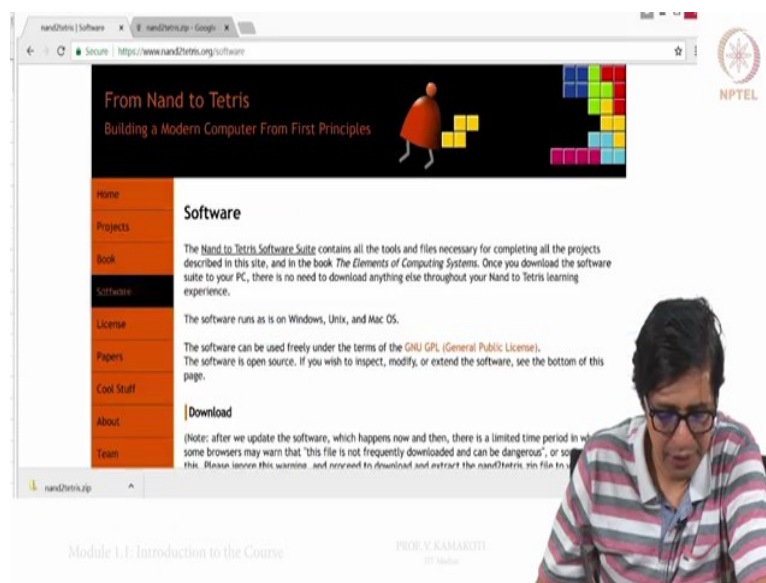 nand2tetris | Software
nand2tetris.zip - Google
Secure | https://www.nand2tetris.org/software
NPTEL
From Nand to Tetris
Building a Modern Computer From First Principles
Home
Projects
Book
Software
License
Papers
Cool Stuff
About
Team
Software
The Nand to Tetris Software Suite contains all the tools and files necessary for completing all the projects
described in this site, and in the book The Elements of Computing Systems. Once you download the software
suite to your PC, there is no need to download anything else throughout your Nand to Tetris learning
experience.
The software runs as is on Windows, Unix, and Mac OS.
The software can be used freely under the terms of the GNU GPL (General Public License).
The software is open source. If you wish to inspect, modify, or extend the software, see the bottom of this
page.
Download
(Note: after we update the software, which happens now and then, there is a limited time period in
some browsers may warn that "this file is not frequently downloaded and can be dangerous", or
this. Please ignore this warning, and proceed to download and extract the nand2tetris zip file to
nand2tetris.zip
Module 1.1: Introduction to the Course
PROF. V. KAMAKOTI
IIT Madras